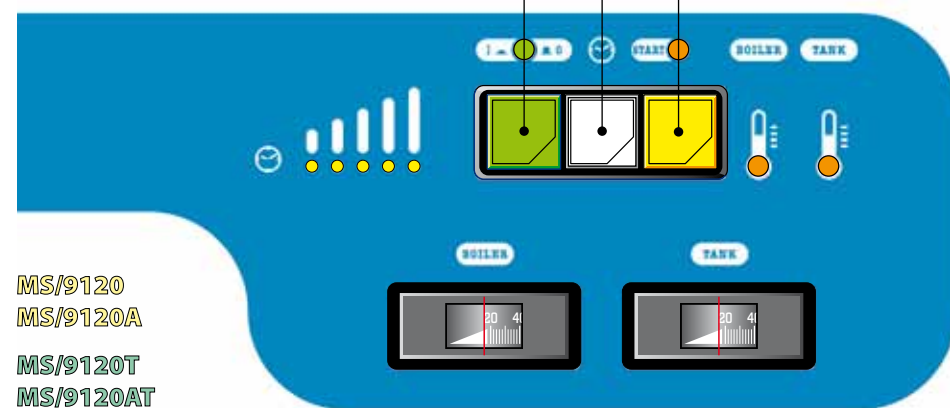 I 0 START BOILER TANK
BOILER TANK
20 40 20 40
MS/9120
MS/9120A
MS/9120T
MS/9120AT